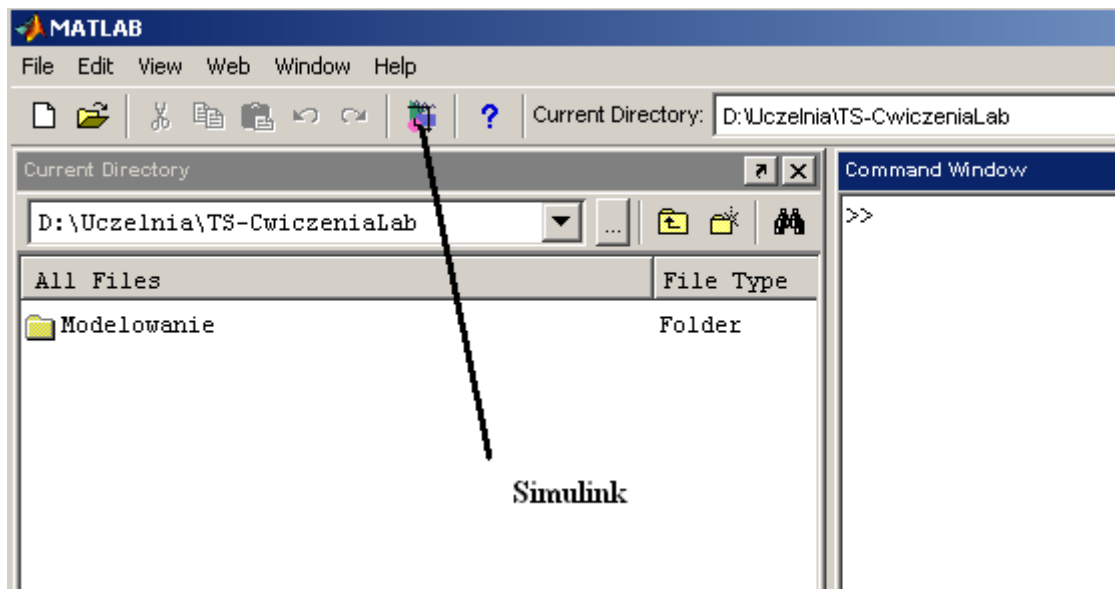 MATLAB
File Edit View Web Window Help
? Current Directory: D:\Uczelnia\TS-CwiczeniaLab
Current Directory
D:\Uczelnia\TS-CwiczeniaLab ...
All Files File Type
Modelowanie Folder
Simulink
Command Window
>>